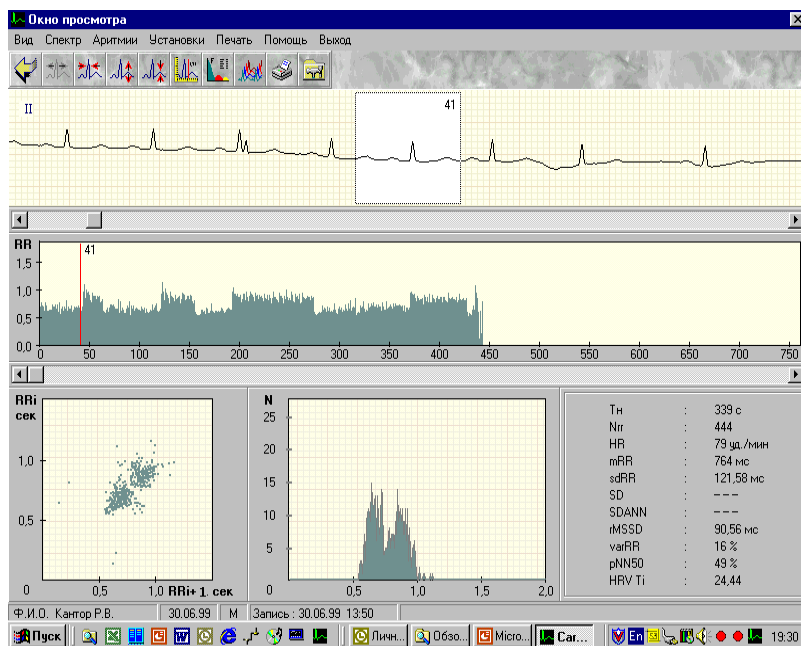 Окно просмотра
Вид Спектр Аритмии Установки Печать Помощь Выход
II
41
RR
41
1,5
1,0
0,5
0,0
0 50 100 150 200 250 300 350 400 450 500 550 600 650 700 750
RRi
сек
1,0
0,5
0
0,5 1,0 RRi+1, сек
N
25
20
15
10
5
0
0,5 1,0 1,5 2,0
Тн : 339 с
Nrr : 444
HR : 79 уд./мин
mRR : 764 мс
sdRR : 121,58 мс
SD : ---
SDANN : ---
rMSSD : 90,56 мс
varRR : 16 %
pNN50 : 49 %
HRV Ti : 24,44
Ф.И.О. Кантор Р.В. 30.06.99 М Запись : 30.06.99 13:50
Пуск Личн... Обзо... Micro... Car... En 19:30